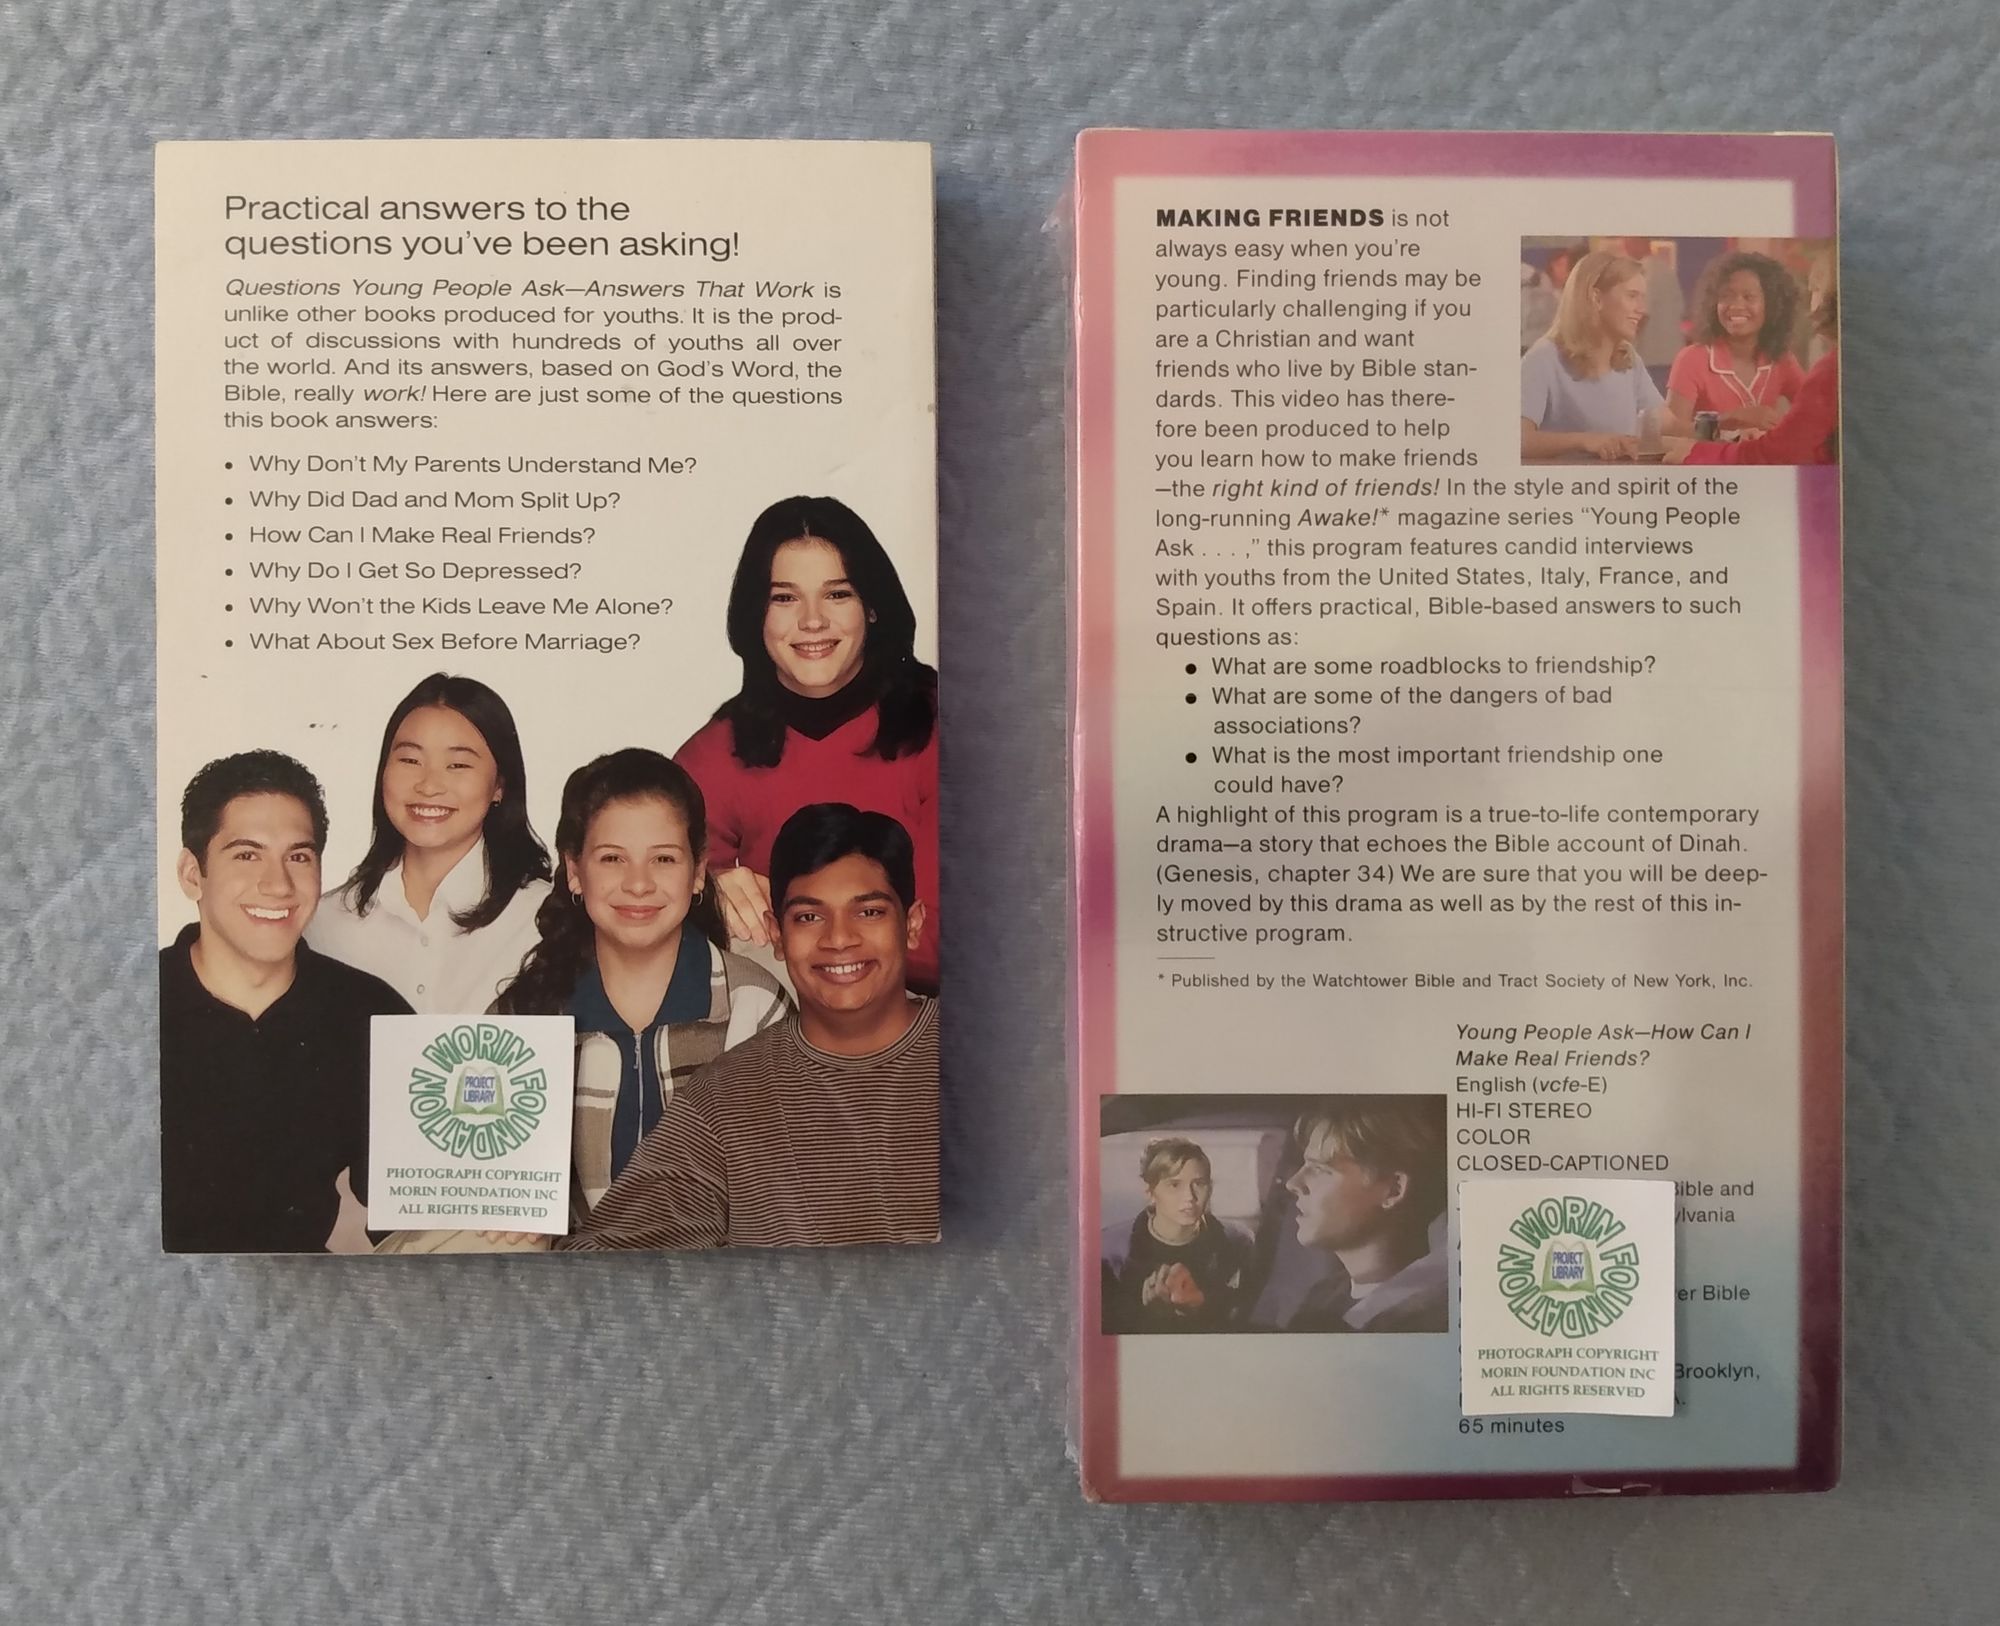 Practical answers to the
questions you've been asking!
Questions Young People Ask—Answers That Work is
unlike other books produced for youths. It is the prod-
uct of discussions with hundreds of youths all over
the world. And its answers, based on God's Word, the
Bible, really work! Here are just some of the questions
this book answers:
• Why Don't My Parents Understand Me?
• Why Did Dad and Mom Split Up?
• How Can I Make Real Friends?
• Why Do I Get So Depressed?
• Why Won't the Kids Leave Me Alone?
• What About Sex Before Marriage?
MORIN FOUNDATION
PROJECT
LIBRARY
PHOTOGRAPH COPYRIGHT
MORIN FOUNDATION INC
ALL RIGHTS RESERVED
MAKING FRIENDS is not
always easy when you're
young. Finding friends may be
particularly challenging if you
are a Christian and want
friends who live by Bible stan-
dards. This video has there-
fore been produced to help
you learn how to make friends
—the right kind of friends! In the style and spirit of the
long-running Awake!* magazine series “Young People
Ask . . . ,” this program features candid interviews
with youths from the United States, Italy, France, and
Spain. It offers practical, Bible-based answers to such
questions as:
● What are some roadblocks to friendship?
● What are some of the dangers of bad
associations?
● What is the most important friendship one
could have?
A highlight of this program is a true-to-life contemporary
drama—a story that echoes the Bible account of Dinah.
(Genesis, chapter 34) We are sure that you will be deep-
ly moved by this drama as well as by the rest of this in-
structive program.
* Published by the Watchtower Bible and Tract Society of New York, Inc.
Young People Ask—How Can I
Make Real Friends?
English (vcfe-E)
HI-FI STEREO
COLOR
CLOSED-CAPTIONED
Bible and
Bible
Brooklyn,
65 minutes
MORIN FOUNDATION
PROJECT
LIBRARY
PHOTOGRAPH COPYRIGHT
MORIN FOUNDATION INC
ALL RIGHTS RESERVED